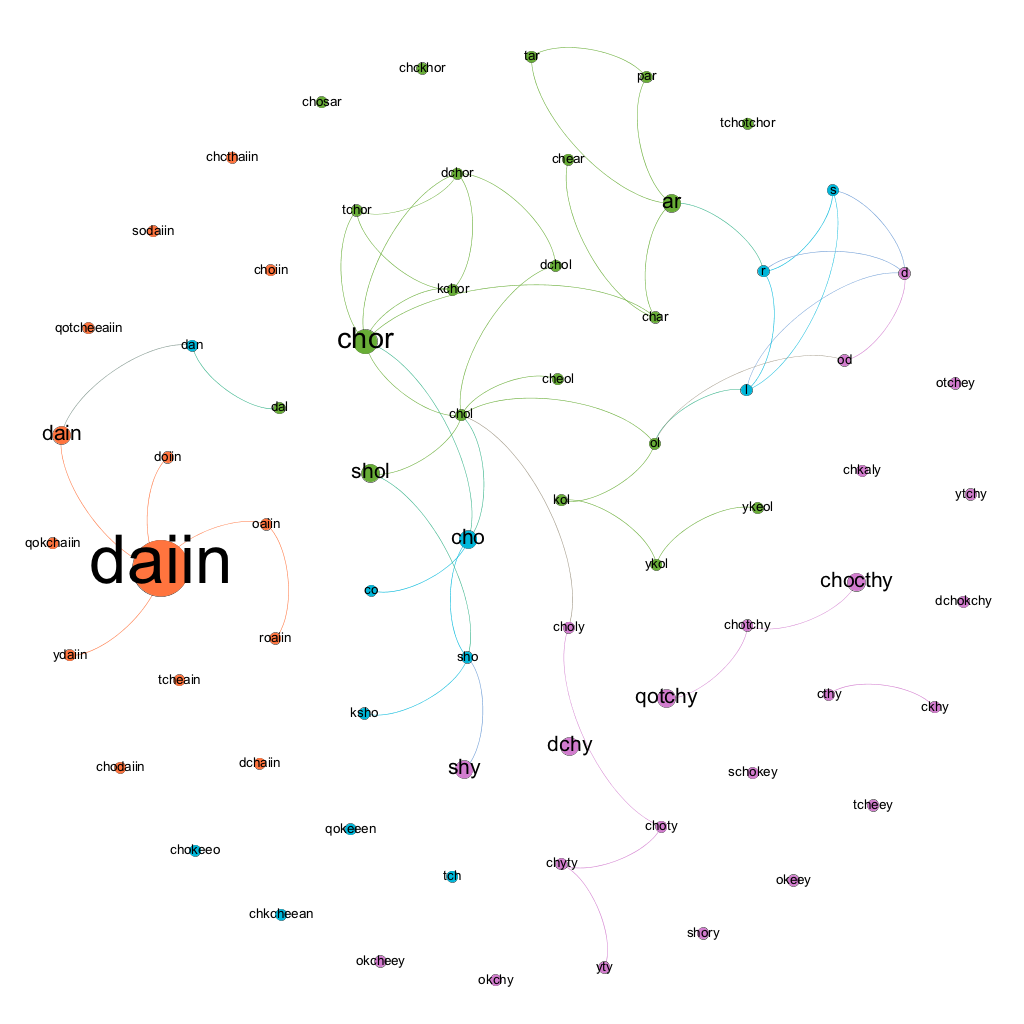 tar
chckhor
par
chosar
tchotchor
chcthaiin
chear
dchor
s
ar
tchor
sodaiin
dchol
choiin
r
d
kchor
char
qotcheeaiin
chor
dan
od
cheol
otchey
l
dal
chol
dain
ol
doiin
shol
chkaly
ytchy
kol
ykeol
oaiin
cho
qokchaiin
daiin
ykol
chocthy
co
dchokchy
chotchy
choly
roaiin
ydaiin
sho
tcheain
qotchy
cthy
ckhy
ksho
dchy
dchaiin
chodaiin
shy
schokey
tcheey
choty
qokeeen
chokeeo
chyty
tch
okeey
chkcheean
shory
okcheey
yty
okchy